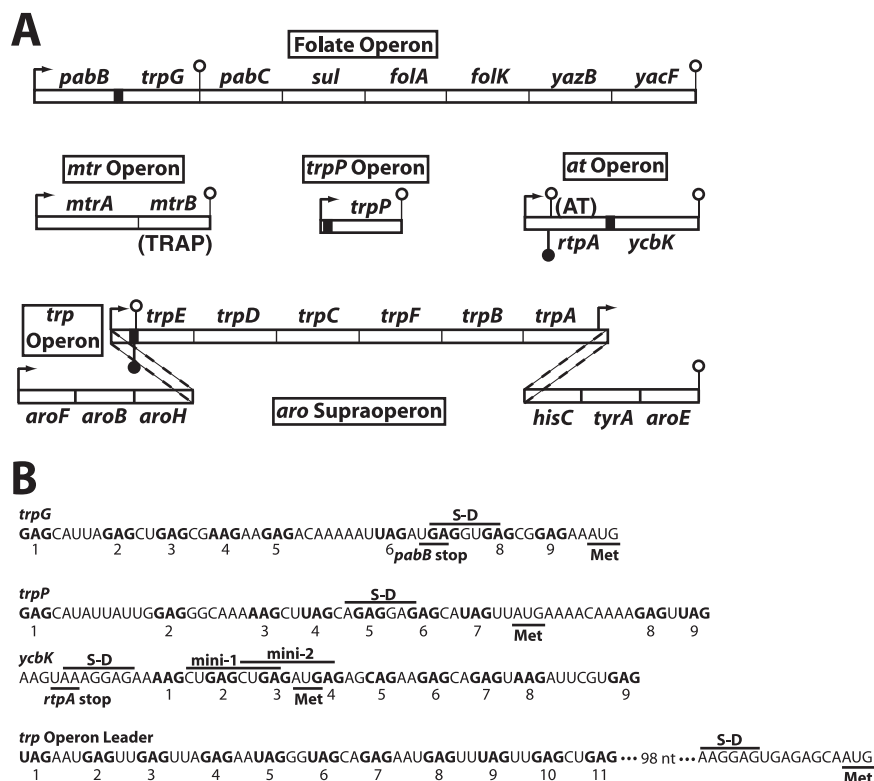 A
Folate Operon
pabB trpG pabC sul folA folK yazB yacF
mtr Operon trpP Operon at Operon
mtrA mtrB trpP (AT)
(TRAP) rtpA ycbK
trp Operon trpE trpD trpC trpF trpB trpA
aro Supraoperon
aroF aroB aroH hisC tyrA aroE
B
trpG S-D
GAGCAUUAGAGCUGAGCGAAGAAGAGACAAAAAUUAGAUGAGGUGAGCGGAGAAAUG
1 2 3 4 5 6 pabB stop 8 9 Met
trpP S-D
GAGCAUAUUAUUGGAGGGCAAAAAAGCUUAGCAGAGGAGAGCAUAGUUAUGAAAACAAAAGAGUUAG
1 2 3 4 5 6 7 Met 8 9
ycbK S-D mini-1 mini-2
AAGUAAAGGAGAAAAAGCUGAGCUGAGAUGAGAGCAGAAGAGCAGAGUAAGAUUCGUGAG
rtpA stop 1 2 3 Met 4 5 6 7 8 9
trp Operon Leader S-D
UAGAAUGAGUUGAGUUAGAGAAUAGGGUAGCAGAGAAUGAGUUUAGUUGAGCUGAG ••• 98 nt ••• AAGGAGUGAGAGCAAUG
1 2 3 4 5 6 7 8 9 10 11 Met